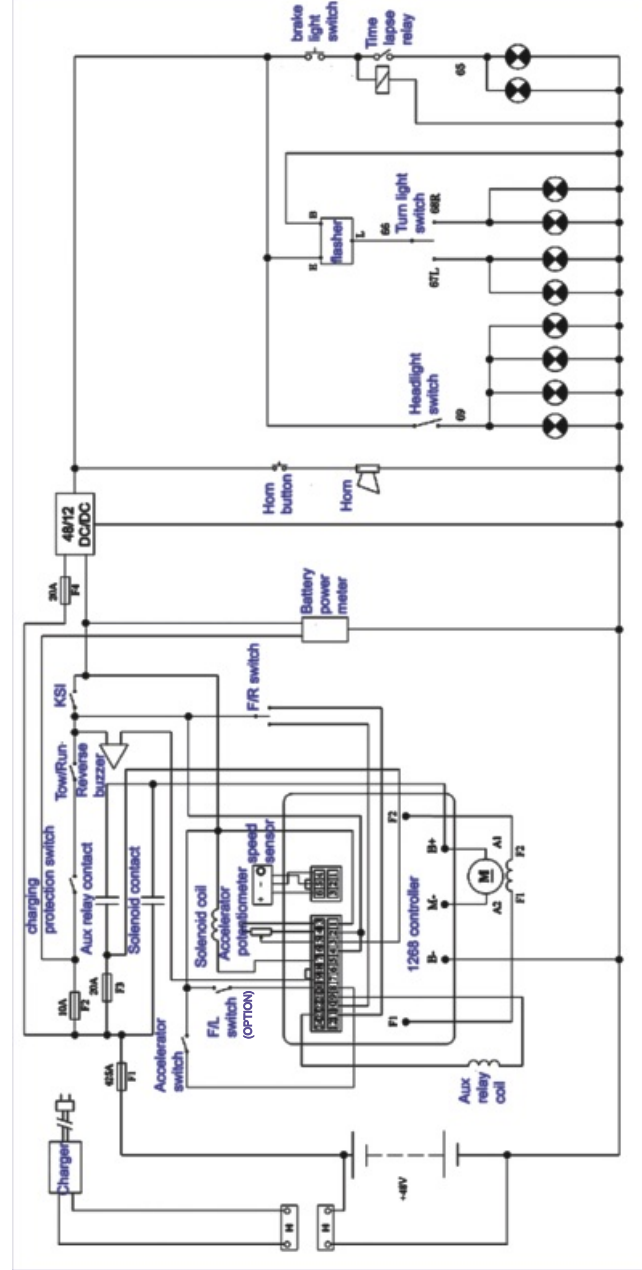 Charger
H
H
+48V
425A
F1
10A
F2
20A
F3
30A
F4
charging
protection switch
Aux relay contact
Solenoid contact
Tow/Run
Reverse
buzzer
KSI
48/12
DC/DC
Accelerator
switch
F/L
switch
(OPTION)
Solenoid coil
Accelerator
potentiometer
speed
sensor
+ -
F/R switch
Battery
power
meter
1268 controller
F1
F2
B-
M-
B+
M
A2
A1
F1
F2
Aux
relay
coil
Horn
button
Horn
Headlight
switch
69
flasher
E
B
L
66
Turn light
switch
67L
68R
brake
light
switch
Time
lapse
relay
65